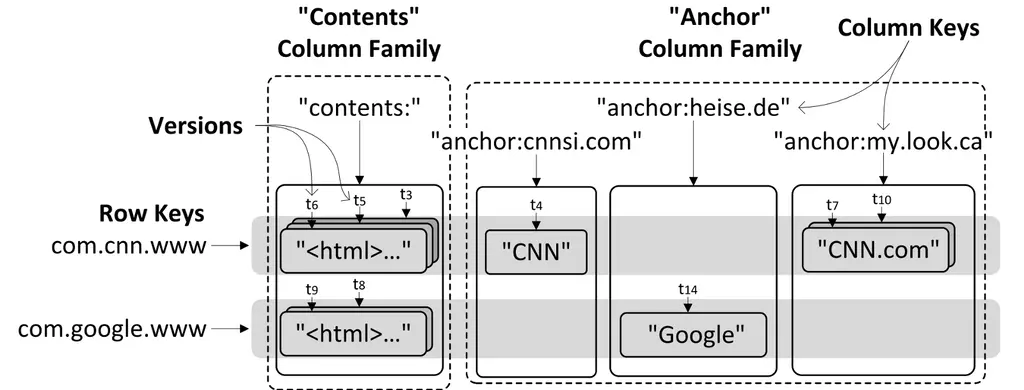 "Contents"
Column Family
"Anchor"
Column Family
Column Keys
"contents:"
"anchor:heise.de"
Versions
"anchor:cnnsi.com"
"anchor:my.look.ca"
t6 t5 t3 t4 t7 t10
Row Keys
com.cnn.www
"<html>..."
"CNN"
"CNN.com"
t9 t8 t14
com.google.www
"<html>..."
"Google"